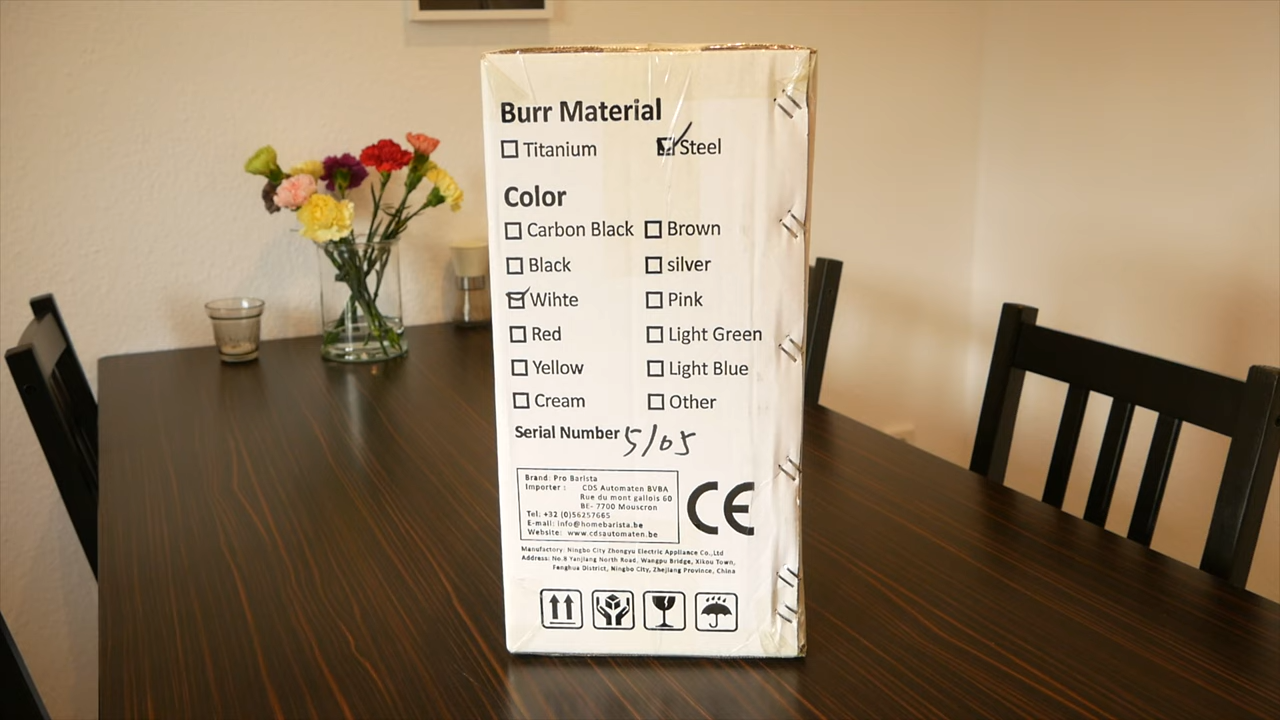 Burr Material
Titanium Steel
Color
Carbon Black Brown
Black silver
Wihte Pink
Red Light Green
Yellow Light Blue
Cream Other
Serial Number 5/05
Brand: Pro Barista
Importer : CDS Automaten BVBA
Rue du mont gallois 60
BE- 7700 Mouscron
Tel: +32 (0)56257665
E-mail: info@homebarista.be
Website: www.cdsautomaten.be
CE
Manufactory: Ningbo City Zhongyu Electric Appliance Co.,Ltd
Address: No.8 Yanjiang North Road, Wangpu Bridge, Xikou Town,
Fenghua District, Ningbo City, Zhejiang Province, China